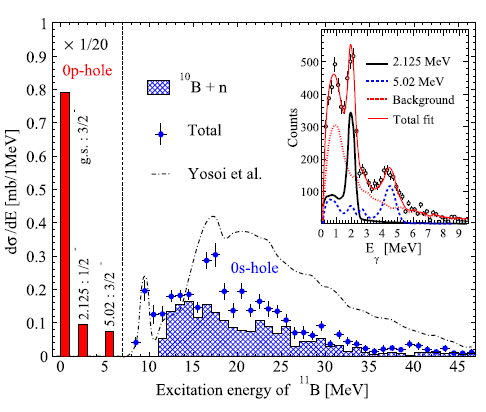 × 1/20
0p-hole
g.s. : 3/2⁻
2.125 : 1/2⁻
5.02 : 3/2⁻
¹⁰B + n
Total
Yosoi et al.
0s-hole
dσ/dE [mb/1MeV]
1
0.9
0.8
0.7
0.6
0.5
0.4
0.3
0.2
0.1
0
0 5 10 15 20 25 30 35 40 45
Excitation energy of ¹¹B [MeV]
2.125 MeV
5.02 MeV
Background
Total fit
Counts
500
400
300
200
100
0 1 2 3 4 5 6 7 8 9
E_γ [MeV]